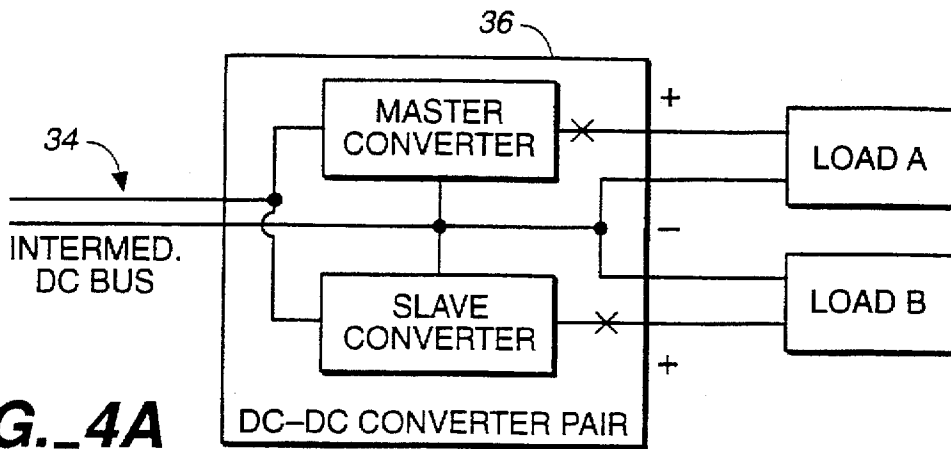 36
34
MASTER
CONVERTER
+
LOAD A
INTERMED.
DC BUS
−
SLAVE
CONVERTER
LOAD B
+
G._4A
DC–DC CONVERTER PAIR